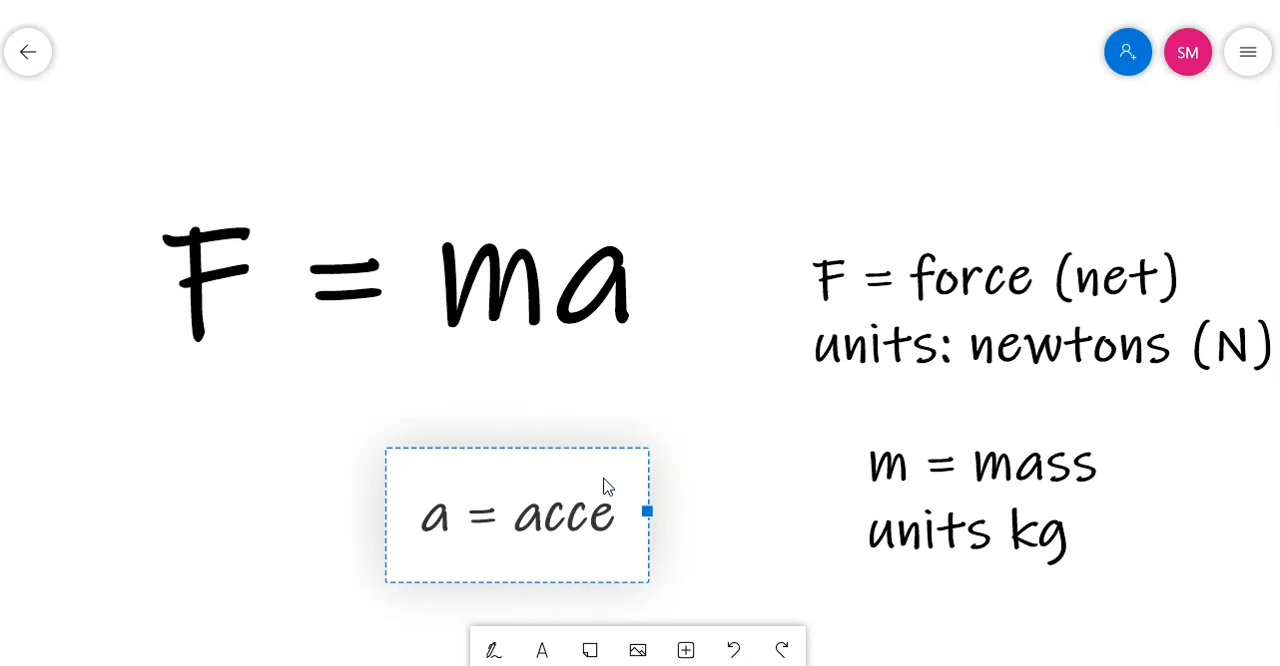 SM
F = ma
F = force (net)
units: newtons (N)
a = acce
m = mass
units kg